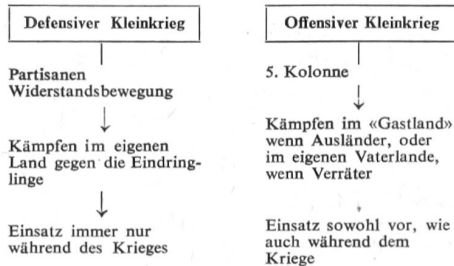 Defensiver Kleinkrieg
Partisanen
Widerstandsbewegung
Kämpfen im eigenen
Land gegen die Eindring-
linge
Einsatz immer nur
während des Krieges
Offensiver Kleinkrieg
5. Kolonne
Kämpfen im «Gastland»
wenn Ausländer, oder
im eigenen Vaterlande,
wenn Verräter
Einsatz sowohl vor, wie
auch während dem
Kriege